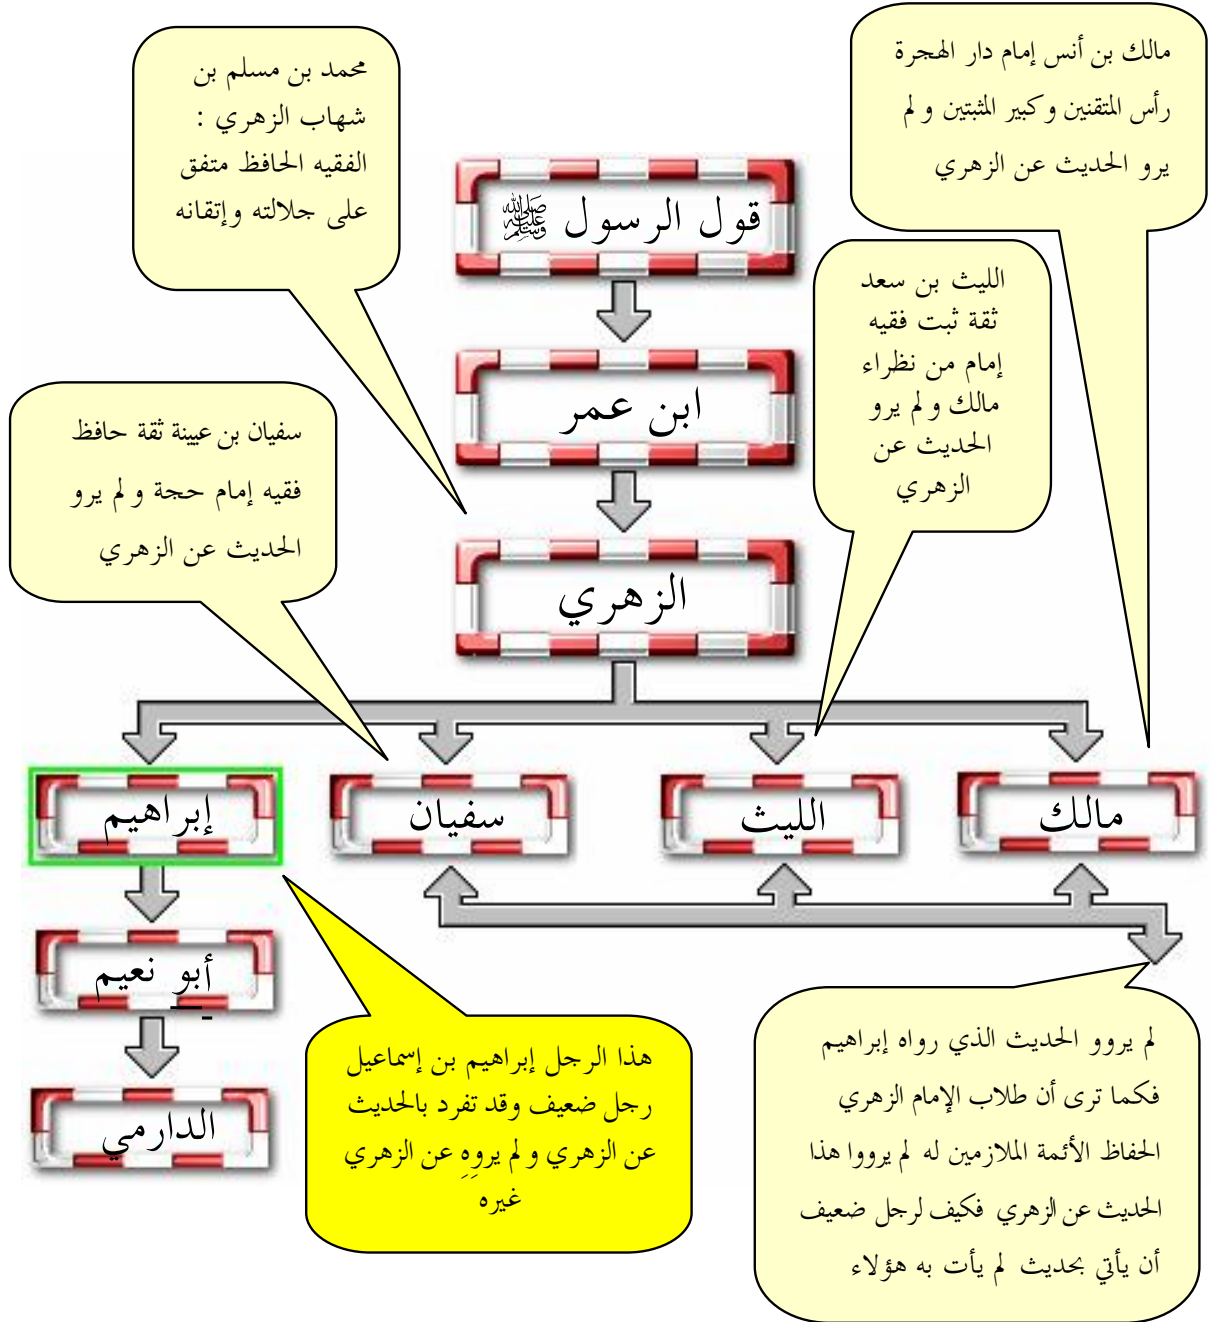 مالك بن أنس إمام دار الهجرة
رأس المتقنين وكبير المثبتين و لم
يرو الحديث عن الزهري
محمد بن مسلم بن
شهاب الزهري :
الفقيه الحافظ متفق
على جلالته وإتقانه
قول الرسول ﷺ
الليث بن سعد
ثقة ثبت فقيه
إمام من نظراء
مالك و لم يرو
الحديث عن
الزهري
ابن عمر
سفيان بن عيينة ثقة حافظ
فقيه إمام حجة و لم يرو
الحديث عن الزهري
الزهري
مالك
الليث
سفيان
إبراهيم
أبو نعيم
الدارمي
هذا الرجل إبراهيم بن إسماعيل
رجل ضعيف وقد تفرد بالحديث
عن الزهري و لم يروِهِ عن الزهري
غيره
لم يروو الحديث الذي رواه إبراهيم
فكما ترى أن طلاب الإمام الزهري
الحفاظ الأئمة الملازمين له لم يرووا هذا
الحديث عن الزهري فكيف لرجل ضعيف
أن يأتي بحديث لم يأت به هؤلاء